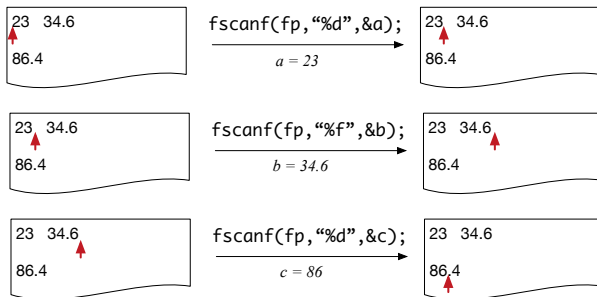 23 34.6
86.4
fscanf(fp,“%d”,&a);
a = 23
23 34.6
86.4
23 34.6
86.4
fscanf(fp,“%f”,&b);
b = 34.6
23 34.6
86.4
23 34.6
86.4
fscanf(fp,“%d”,&c);
c = 86
23 34.6
86.4